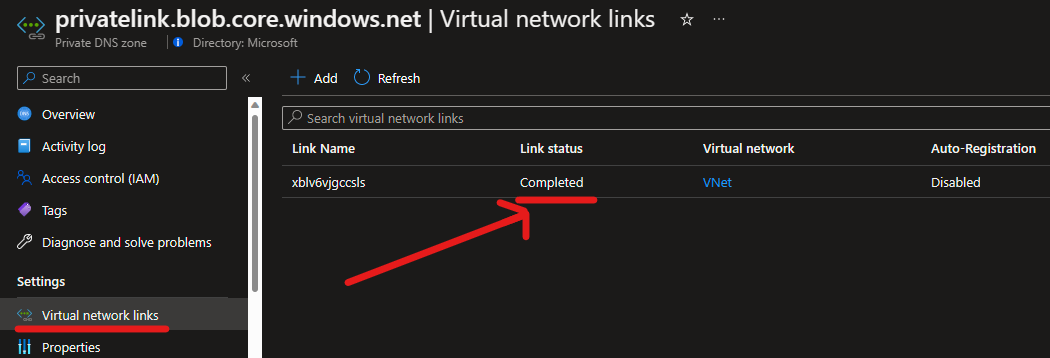 privatelink.blob.core.windows.net | Virtual network links ☆ ...
Private DNS zone | Directory: Microsoft
Search «
Overview
Activity log
Access control (IAM)
Tags
Diagnose and solve problems
Settings
Virtual network links
Properties
Add Refresh
Search virtual network links
Link Name Link status Virtual network Auto-Registration
xblv6vjgccsls Completed VNet Disabled